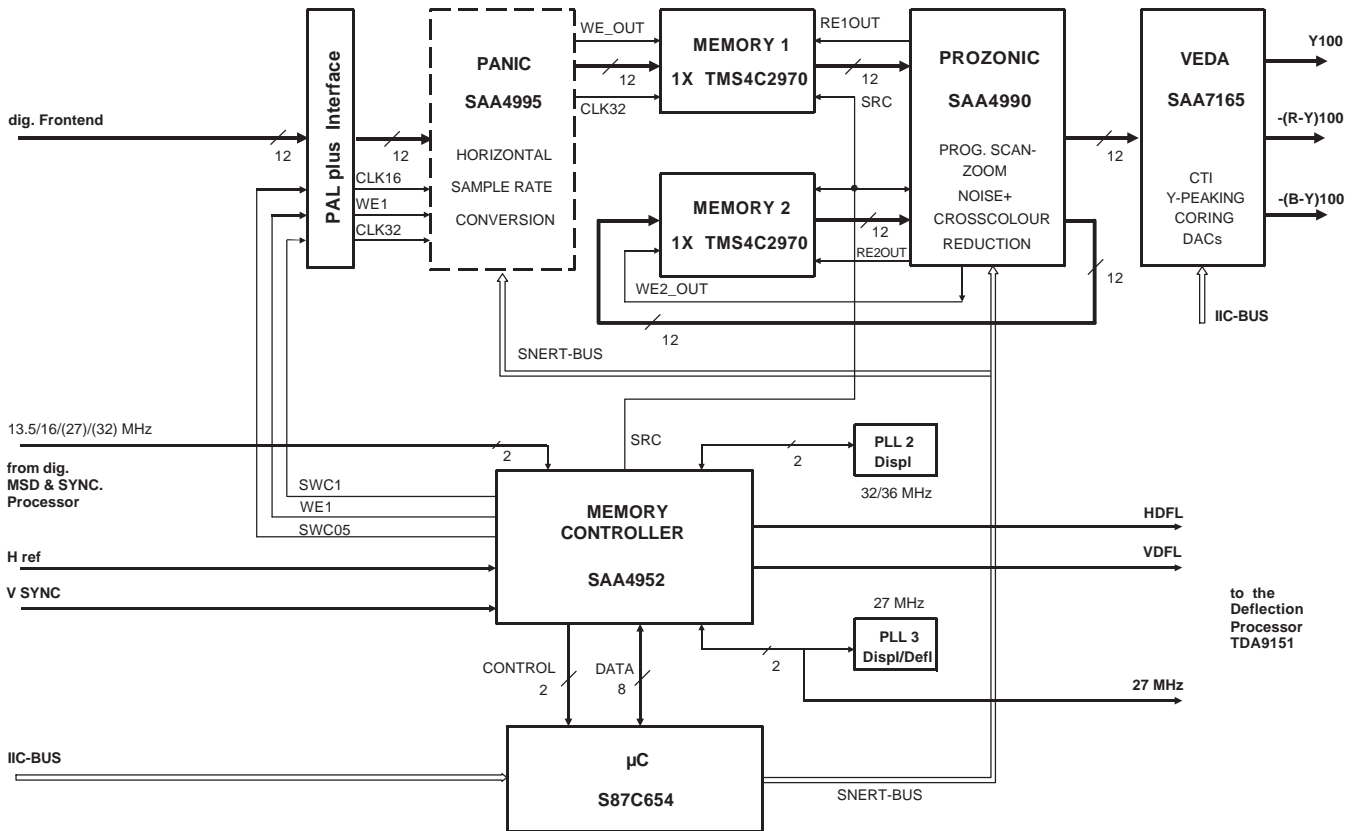 dig. Frontend
12
PAL plus Interface
12
CLK16
WE1
CLK32
PANIC
SAA4995
HORIZONTAL
SAMPLE RATE
CONVERSION
WE_OUT
12
CLK32
MEMORY 1
1X TMS4C2970
RE1OUT
12
SRC
MEMORY 2
1X TMS4C2970
12
RE2OUT
WE2_OUT
12
PROZONIC
SAA4990
PROG. SCAN-
ZOOM
NOISE+
CROSSCOLOUR
REDUCTION
12
12
VEDA
SAA7165
CTI
Y-PEAKING
CORING
DACs
Y100
-(R-Y)100
-(B-Y)100
IIC-BUS
SNERT-BUS
13.5/16/(27)/(32) MHz
2
from dig.
MSD & SYNC.
Processor
SWC1
WE1
SWC05
H ref
V SYNC
SRC
MEMORY
CONTROLLER
SAA4952
2
PLL 2
Displ
32/36 MHz
HDFL
VDFL
27 MHz
PLL 3
Displ/Defl
2
to the
Deflection
Processor
TDA9151
27 MHz
CONTROL
2
DATA
8
IIC-BUS
µC
S87C654
SNERT-BUS